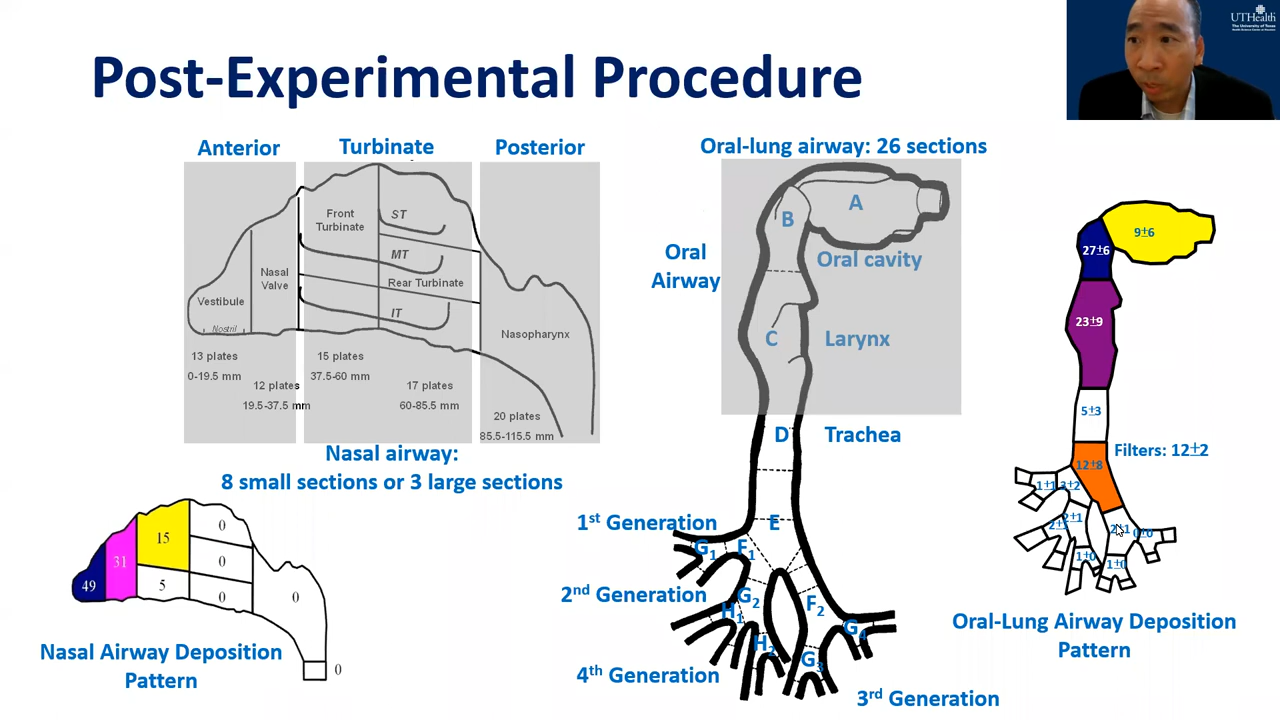 UTHealth
The University of Texas
Post-Experimental Procedure
Anterior
Turbinate
Posterior
Front
Turbinate
ST
MT
Nasal
Valve
Rear Turbinate
Vestibule
IT
Nostril
Nasopharynx
13 plates
0-19.5 mm
12 plates
19.5-37.5 mm
15 plates
37.5-60 mm
17 plates
60-85.5 mm
20 plates
85.5-115.5 mm
Nasal airway:
8 small sections or 3 large sections
49
31
15
5
0
0
0
0
0
Nasal Airway Deposition
Pattern
Oral-lung airway: 26 sections
A
B
Oral
Airway
Oral cavity
C
Larynx
D
Trachea
1st Generation
E
G1
F1
2nd Generation
G2
H1
F2
G4
H2
G3
4th Generation
3rd Generation
9±6
27±6
23±9
5±3
Filters: 12±2
12±8
1±1
3±2
2±1
2±1
0±0
1±0
1±0
Oral-Lung Airway Deposition
Pattern